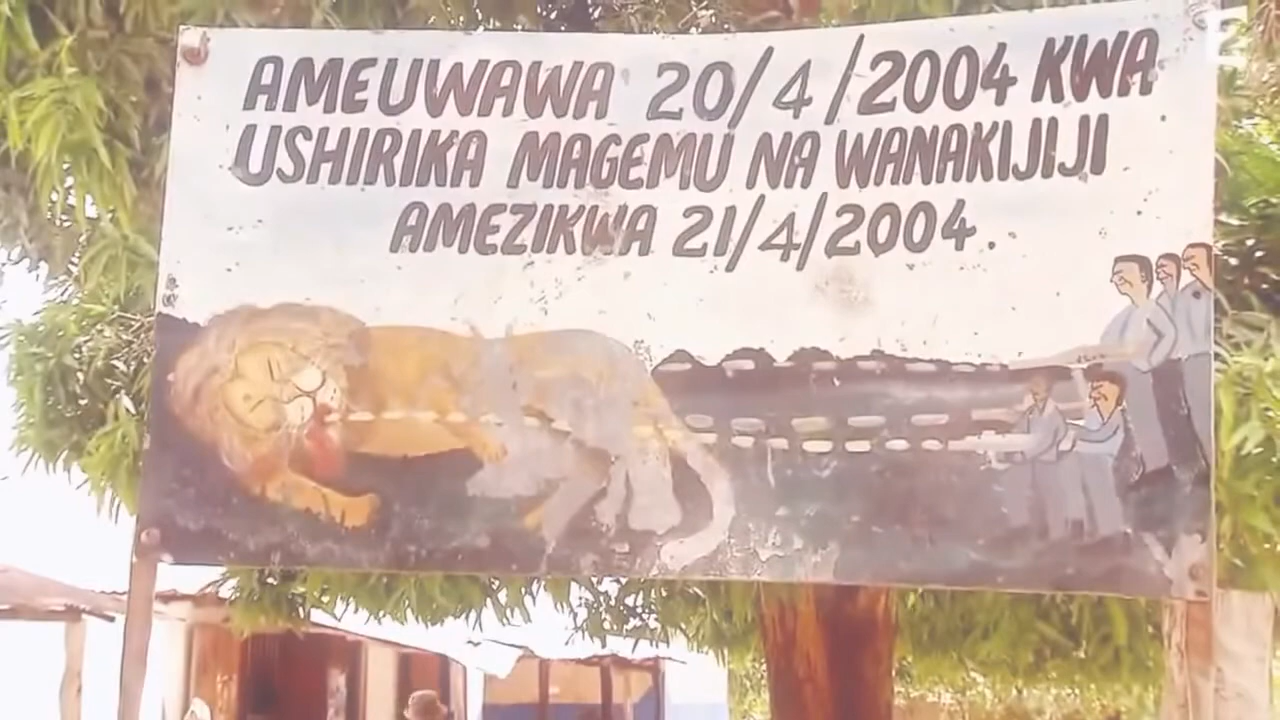 AMEUWAWA 20/4/2004 KWA
USHIRIKA MAGEMU NA WANAKIJIJI
AMEZIKWA 21/4/2004.